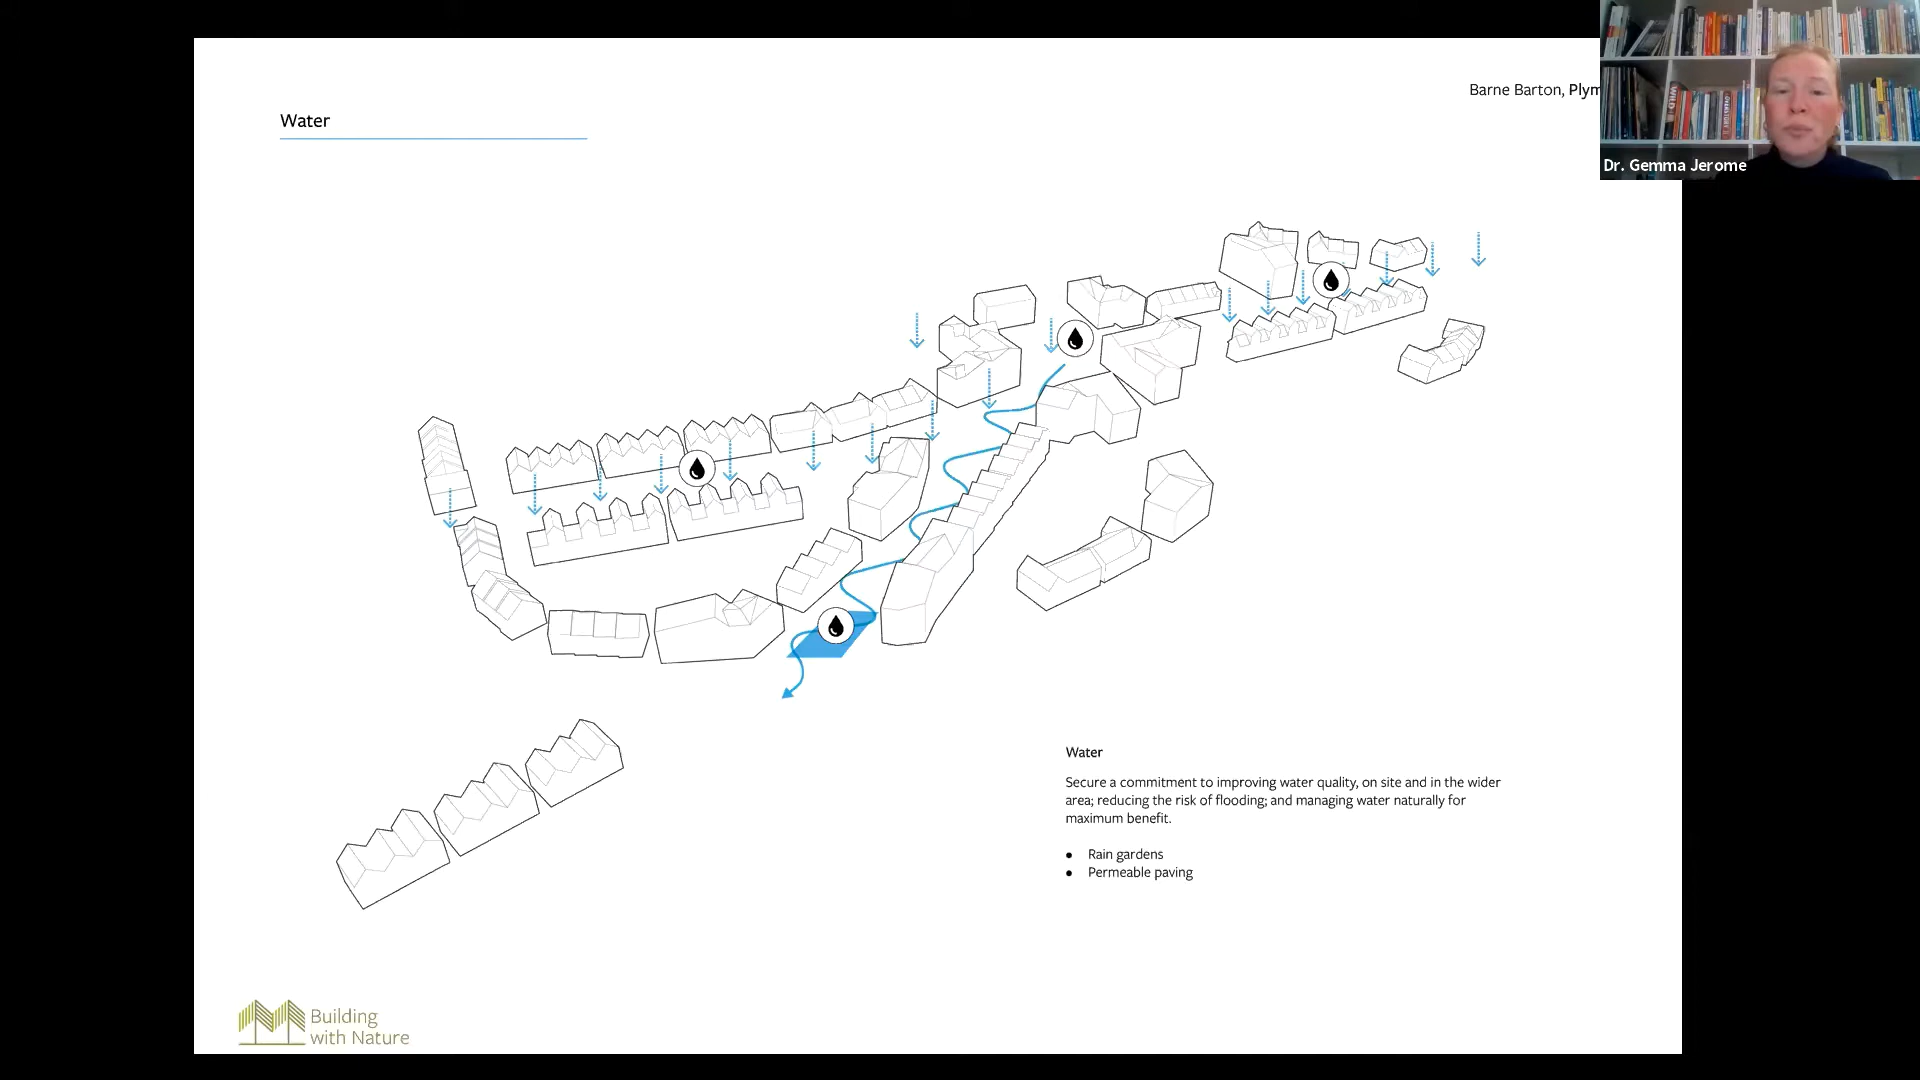 Water
Barne Barton, Plym
Dr. Gemma Jerome
WILD
Water
Secure a commitment to improving water quality, on site and in the wider
area; reducing the risk of flooding; and managing water naturally for
maximum benefit.
● Rain gardens
● Permeable paving
Building
with Nature